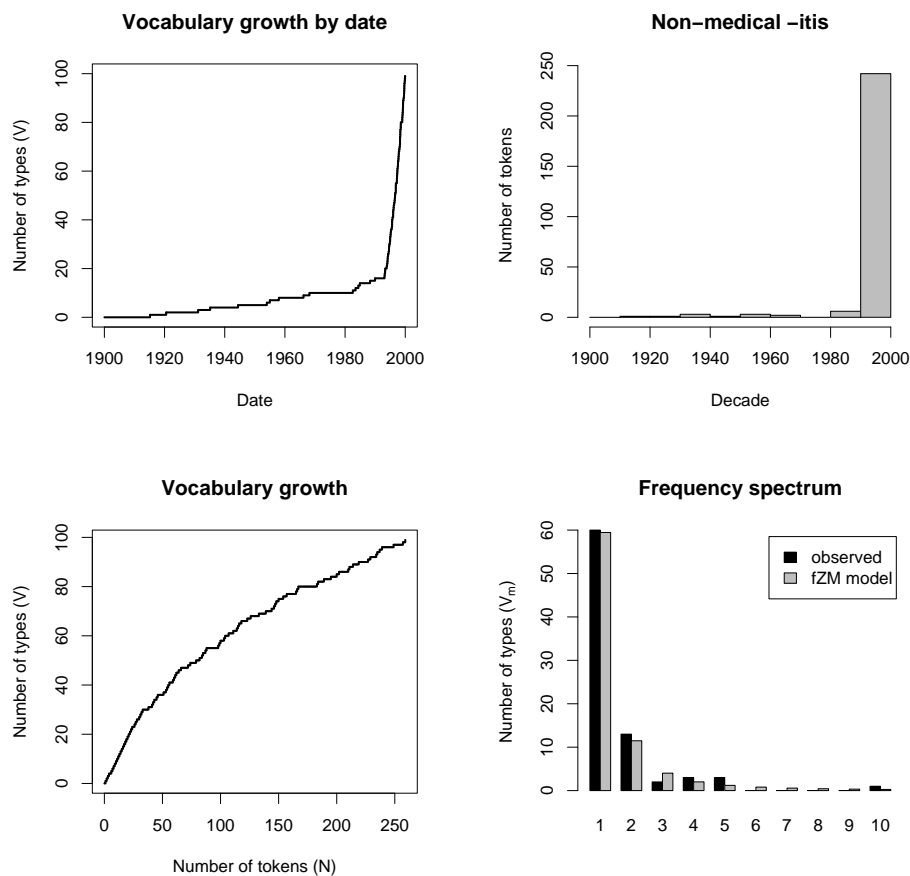 Vocabulary growth by date
Number of types (V)
0 20 40 60 80 100
1900 1920 1940 1960 1980 2000
Date
Non−medical −itis
Number of tokens
0 50 100 150 200 250
1900 1920 1940 1960 1980 2000
Decade
Vocabulary growth
Number of types (V)
0 20 40 60 80 100
0 50 100 150 200 250
Number of tokens (N)
Frequency spectrum
Number of types (Vm)
0 10 20 30 40 50 60
observed
fZM model
1 2 3 4 5 6 7 8 9 10